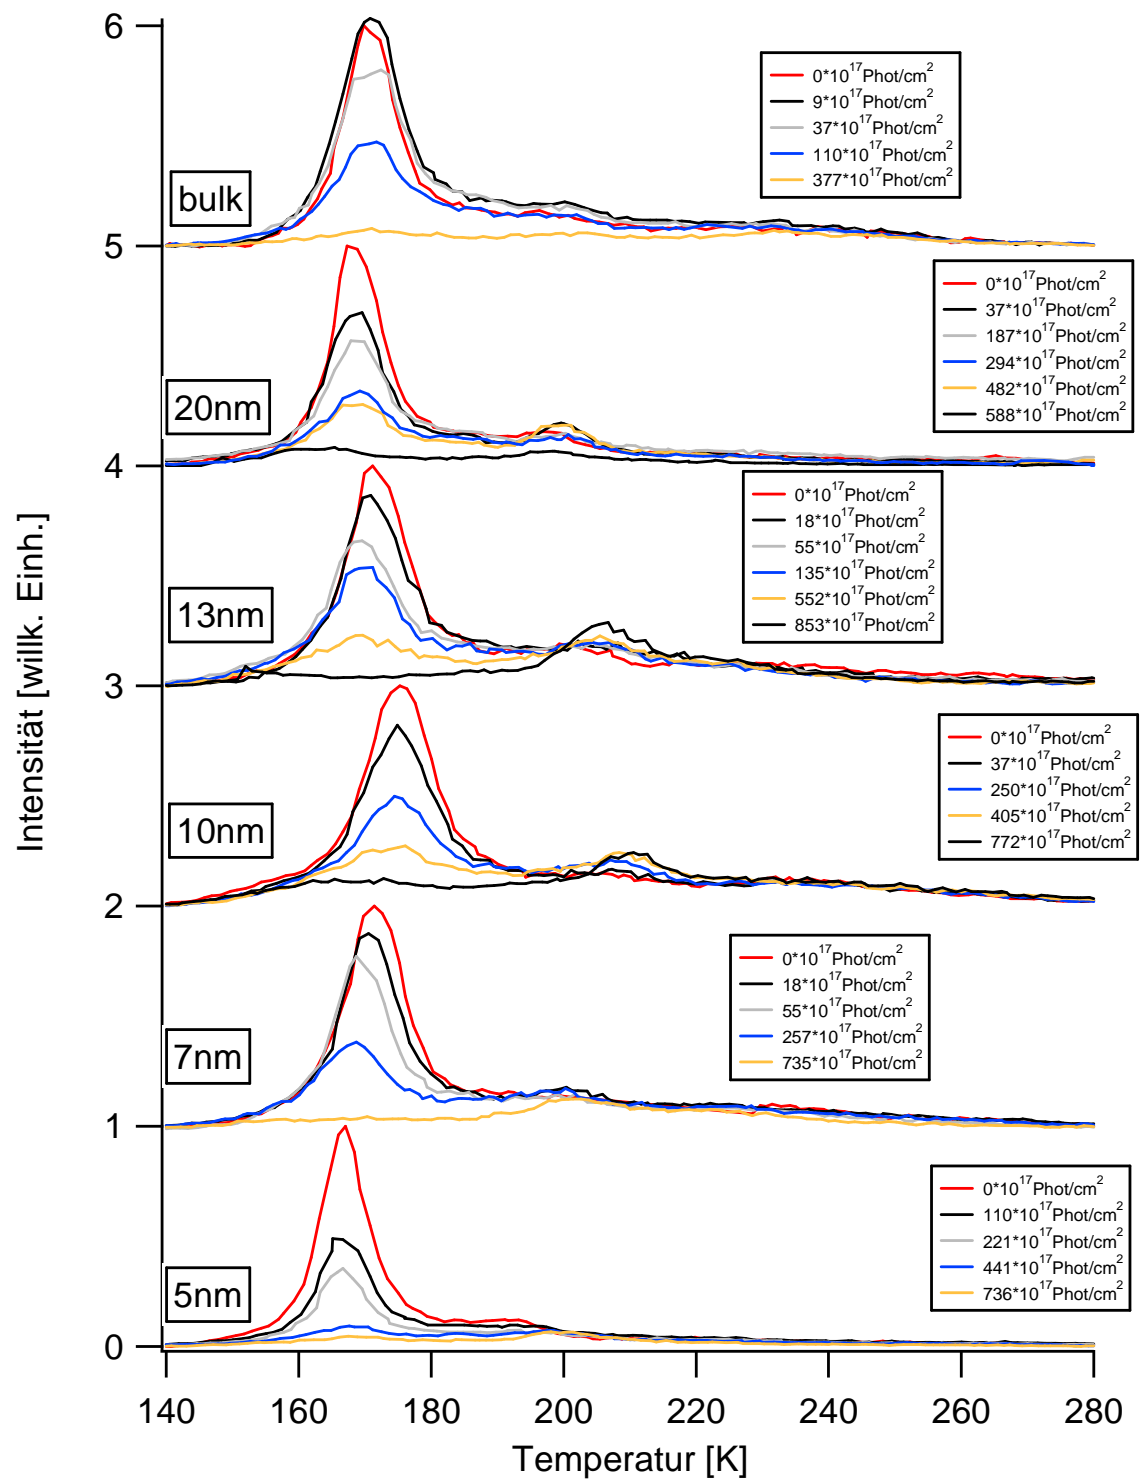 6
0*10^17Phot/cm^2
9*10^17Phot/cm^2
37*10^17Phot/cm^2
110*10^17Phot/cm^2
377*10^17Phot/cm^2
bulk
5
0*10^17Phot/cm^2
37*10^17Phot/cm^2
187*10^17Phot/cm^2
294*10^17Phot/cm^2
482*10^17Phot/cm^2
588*10^17Phot/cm^2
20nm
4
0*10^17Phot/cm^2
18*10^17Phot/cm^2
55*10^17Phot/cm^2
135*10^17Phot/cm^2
552*10^17Phot/cm^2
853*10^17Phot/cm^2
13nm
3
Intensität [willk. Einh.]
0*10^17Phot/cm^2
37*10^17Phot/cm^2
250*10^17Phot/cm^2
405*10^17Phot/cm^2
772*10^17Phot/cm^2
10nm
2
0*10^17Phot/cm^2
18*10^17Phot/cm^2
55*10^17Phot/cm^2
257*10^17Phot/cm^2
735*10^17Phot/cm^2
7nm
1
0*10^17Phot/cm^2
110*10^17Phot/cm^2
221*10^17Phot/cm^2
441*10^17Phot/cm^2
736*10^17Phot/cm^2
5nm
0
140 160 180 200 220 240 260 280
Temperatur [K]